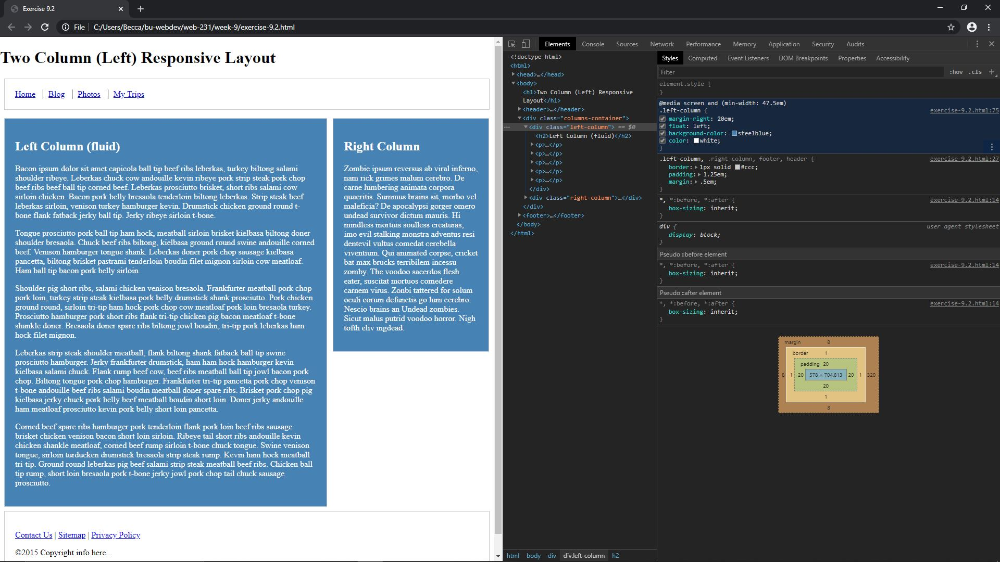 Exercise 9.2
File
C:/Users/Becca/bu-webdev/web-231/week-9/exercise-9.2.html
Two Column (Left) Responsive Layout
Home Blog Photos My Trips
Left Column (fluid)
Bacon ipsum dolor sit amet capicola ball tip beef ribs leberkas, turkey biltong salami
shoulder ribeye. Leberkas chuck cow andouille kevin ribeye pork strip steak pork chop
beef ribs beef ball tip corned beef. Leberkas prosciutto brisket, short ribs salami cow
sirloin chicken. Bacon pork belly bresaola tenderloin biltong leberkas. Strip steak beef
leberkas sirloin, venison turkey hamburger kevin. Drumstick chicken ground round t-
bone flank fatback jerky ball tip. Jerky ribeye sirloin t-bone.
Tongue prosciutto pork ball tip ham hock, meatball sirloin brisket kielbasa biltong doner
shoulder bresaola. Chuck beef ribs biltong, kielbasa ground round swine andouille corned
beef. Venison hamburger tongue shank. Leberkas doner pork chop sausage kielbasa
pancetta, biltong brisket pastrami tenderloin boudin filet mignon sirloin cow meatloaf.
Ham ball tip bacon pork belly sirloin.
Shoulder pig short ribs, salami chicken venison bresaola. Frankfurter meatball pork chop
pork loin, turkey strip steak kielbasa pork belly drumstick shank prosciutto. Pork chicken
ground round, sirloin tri-tip ham hock pork chop cow meatloaf pork loin bresaola turkey.
Prosciutto hamburger pork short ribs flank tri-tip chicken pig bacon meatloaf t-bone
shankle doner. Bresaola doner spare ribs biltong jowl boudin, tri-tip pork leberkas ham
hock filet mignon.
Leberkas strip steak shoulder meatball, flank biltong shank fatback ball tip swine
prosciutto hamburger. Jerky frankfurter drumstick, ham ham hock hamburger kevin
kielbasa salami chuck. Flank rump beef cow, beef ribs meatball ball tip jowl bacon pork
chop. Biltong tongue pork chop hamburger. Frankfurter tri-tip pancetta pork chop venison
t-bone andouille beef ribs salami boudin meatball doner spare ribs. Brisket pork chop pig
kielbasa jerky chuck pork belly beef meatball boudin short loin. Doner jerky andouille
ham meatloaf prosciutto kevin pork belly short loin pancetta.
Corned beef spare ribs hamburger pork tenderloin flank pork loin beef ribs sausage
brisket chicken venison bacon short loin sirloin. Ribeye tail short ribs andouille kevin
chicken shankle meatloaf, corned beef rump sirloin t-bone chuck tongue. Swine venison
tongue, sirloin turducken drumstick bresaola strip steak rump. Kevin ham hock meatball
tri-tip. Ground round leberkas pig beef salami strip steak meatball beef ribs. Chicken ball
tip rump, short loin bresaola pork t-bone jerky jowl pork chop tail chuck sausage
prosciutto.
Right Column
Zombie ipsum reversus ab viral inferno,
nam rick grimes malum cerebro. De
carne lumbering animata corpora
quaeritis. Summus brains sit, morbo vel
maleficia? De apocalypsi gorger omero
undead survivor dictum mauris. Hi
mindless mortuis soulless creaturas,
imo evil stalking monstra adventus resi
dentevil vultus comedat cerebella
viventium. Qui animated corpse, cricket
bat max brucks terribilem incessu
zomby. The voodoo sacerdos flesh
eater, suscitat mortuos comedere
carnem virus. Zonbi tattered for solum
oculi eorum defunctis go lum cerebro.
Nescio brains an Undead zombies.
Sicut malus putrid voodoo horror. Nigh
tofth eliv ingdead.
Contact Us | Sitemap | Privacy Policy
©2015 Copyright info here...
Elements Console Sources Network Performance Memory Application Security Audits
<!doctype html>
<html>
<head>…</head>
<body>
<h1>Two Column (Left) Responsive
Layout</h1>
<header>…</header>
<div class="columns-container">
<div class="left-column"> == $0
<h2>Left Column (fluid)</h2>
<p>…</p>
<p>…</p>
<p>…</p>
<p>…</p>
<p>…</p>
</div>
<div class="right-column">…</div>
</div>
<footer>…</footer>
</body>
</html>
html body div div.left-column h2
Styles Computed Event Listeners DOM Breakpoints Properties Accessibility
Filter :hov .cls +
element.style {
}
@media screen and (min-width: 47.5em)
.left-column { exercise-9.2.html:75
margin-right: 20em;
float: left;
background-color: steelblue;
color: white;
}
.left-column, .right-column, footer, header { exercise-9.2.html:27
border: 1px solid #ccc;
padding: 1.25em;
margin: .5em;
}
*, *:before, *:after { exercise-9.2.html:14
box-sizing: inherit;
}
div { user agent stylesheet
display: block;
}
Pseudo ::before element
*, *:before, *:after { exercise-9.2.html:14
box-sizing: inherit;
}
Pseudo ::after element
*, *:before, *:after { exercise-9.2.html:14
box-sizing: inherit;
}
margin 8
border 1
padding 20
8 1 20 578 × 704.813 20 1 320
20
1
8